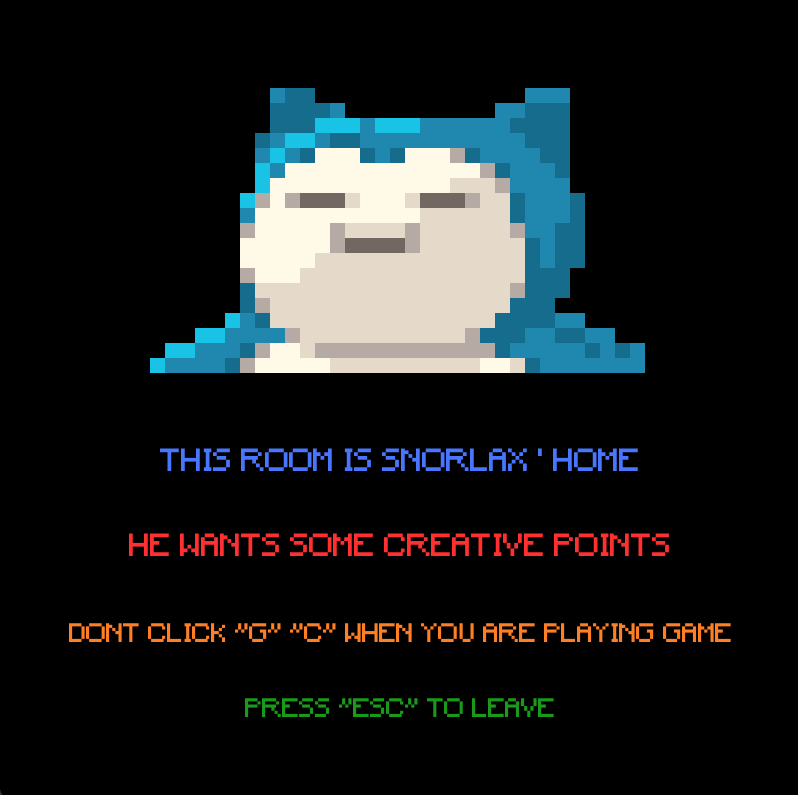 THIS ROOM IS SNORLAX ' HOME
HE WANTS SOME CREATIVE POINTS
DONT CLICK "G" "C" WHEN YOU ARE PLAYING GAME
PRESS "ESC" TO LEAVE